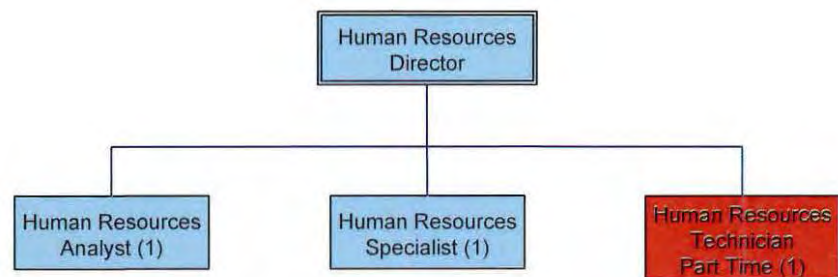 Human Resources
Director
Human Resources
Analyst (1)
Human Resources
Specialist (1)
Human Resources
Technician
Part Time (1)